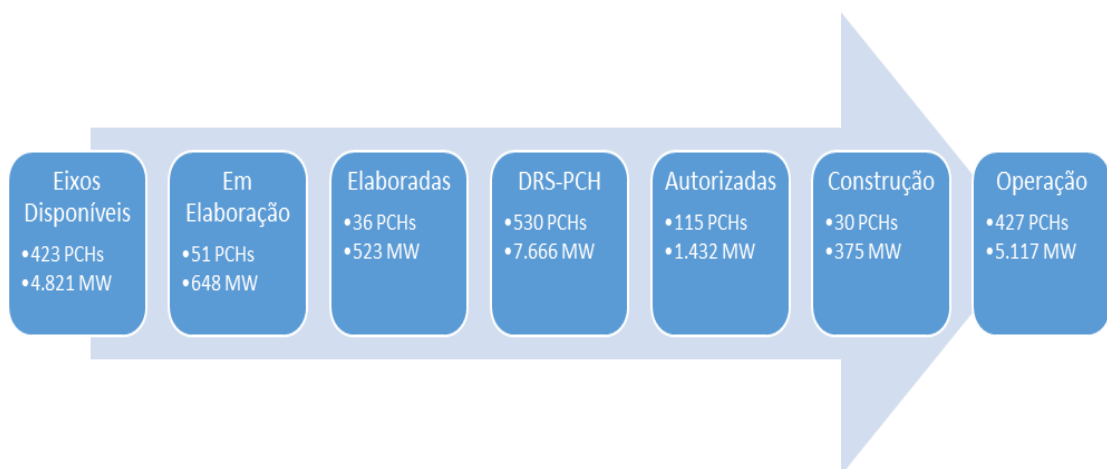 Eixos
Disponíveis
•423 PCHs
•4.821 MW
Em
Elaboração
•51 PCHs
•648 MW
Elaboradas
•36 PCHs
•523 MW
DRS-PCH
•530 PCHs
•7.666 MW
Autorizadas
•115 PCHs
•1.432 MW
Construção
•30 PCHs
•375 MW
Operação
•427 PCHs
•5.117 MW